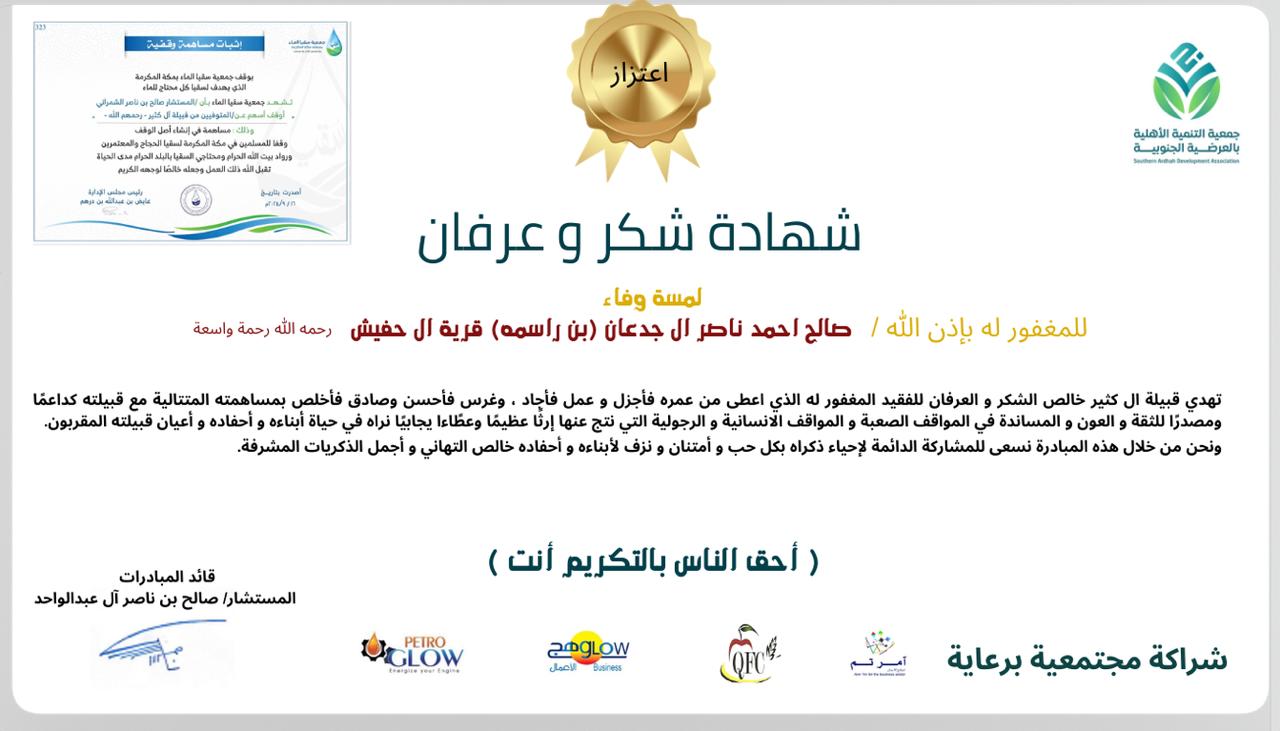 323
إثبات مساهمة وقفية
جمعية سقيا الماء
يوقف جمعية سقيا الماء بمكة المكرمة
الذي يهدف لسقيا كل محتاج للماء
تشهد جمعية سقيا الماء بأن /المستشار صالح بن ناصر الشمراني
أوقف أسهم عن/المتوفيين من قبيلة آل كثير - رحمهم الله -
وذلك : مساهمة في إنشاء أصل الوقف
وقفا للمسلمين في مكة المكرمة لسقيا الحجاج والمعتمرين
ورواد بيت الله الحرام ومحتاجي السقيا بالبلد الحرام مدى الحياة
تقبل الله ذلك العمل وجعله خالصًا لوجهه الكريم
أصدرت بتاريخ
رئيس مجلس الإدارة
عايض بن عبدالله بن درهم
اعتزاز
جمعية التنمية الأهلية
بالعرضية الجنوبية
Southern Ardhah Development Association
شهادة شكر و عرفان
لمسة وفاء
للمغفور له بإذن الله / صالح احمد ناصر ال جدعان (بن راسمه) قرية ال حفيش رحمه الله رحمة واسعة
تهدي قبيلة ال كثير خالص الشكر و العرفان للفقيد المغفور له الذي اعطى من عمره فأجزل و عمل فأجاد ، وغرس فأحسن وصادق فأخلص بمساهمته المتتالية مع قبيلته كداعمًا
ومصدرًا للثقة و العون و المساندة في المواقف الصعبة و المواقف الانسانية و الرجولية التي نتج عنها إرثًا عظيمًا وعطًاءا يجابيًا نراه في حياة أبناءه و أحفاده و أعيان قبيلته المقربون.
ونحن من خلال هذه المبادرة نسعى للمشاركة الدائمة لإحياء ذكراه بكل حب و أمتنان و نزف لأبناءه و أحفاده خالص التهاني و أجمل الذكريات المشرفة.
( أحق الناس بالتكريم أنت )
قائد المبادرات
المستشار/ صالح بن ناصر آل عبدالواحد
شراكة مجتمعية برعاية
آمر تم
QFC
هج GLOW
الأعمال Business
PETRO
GLOW
Energize your Engine